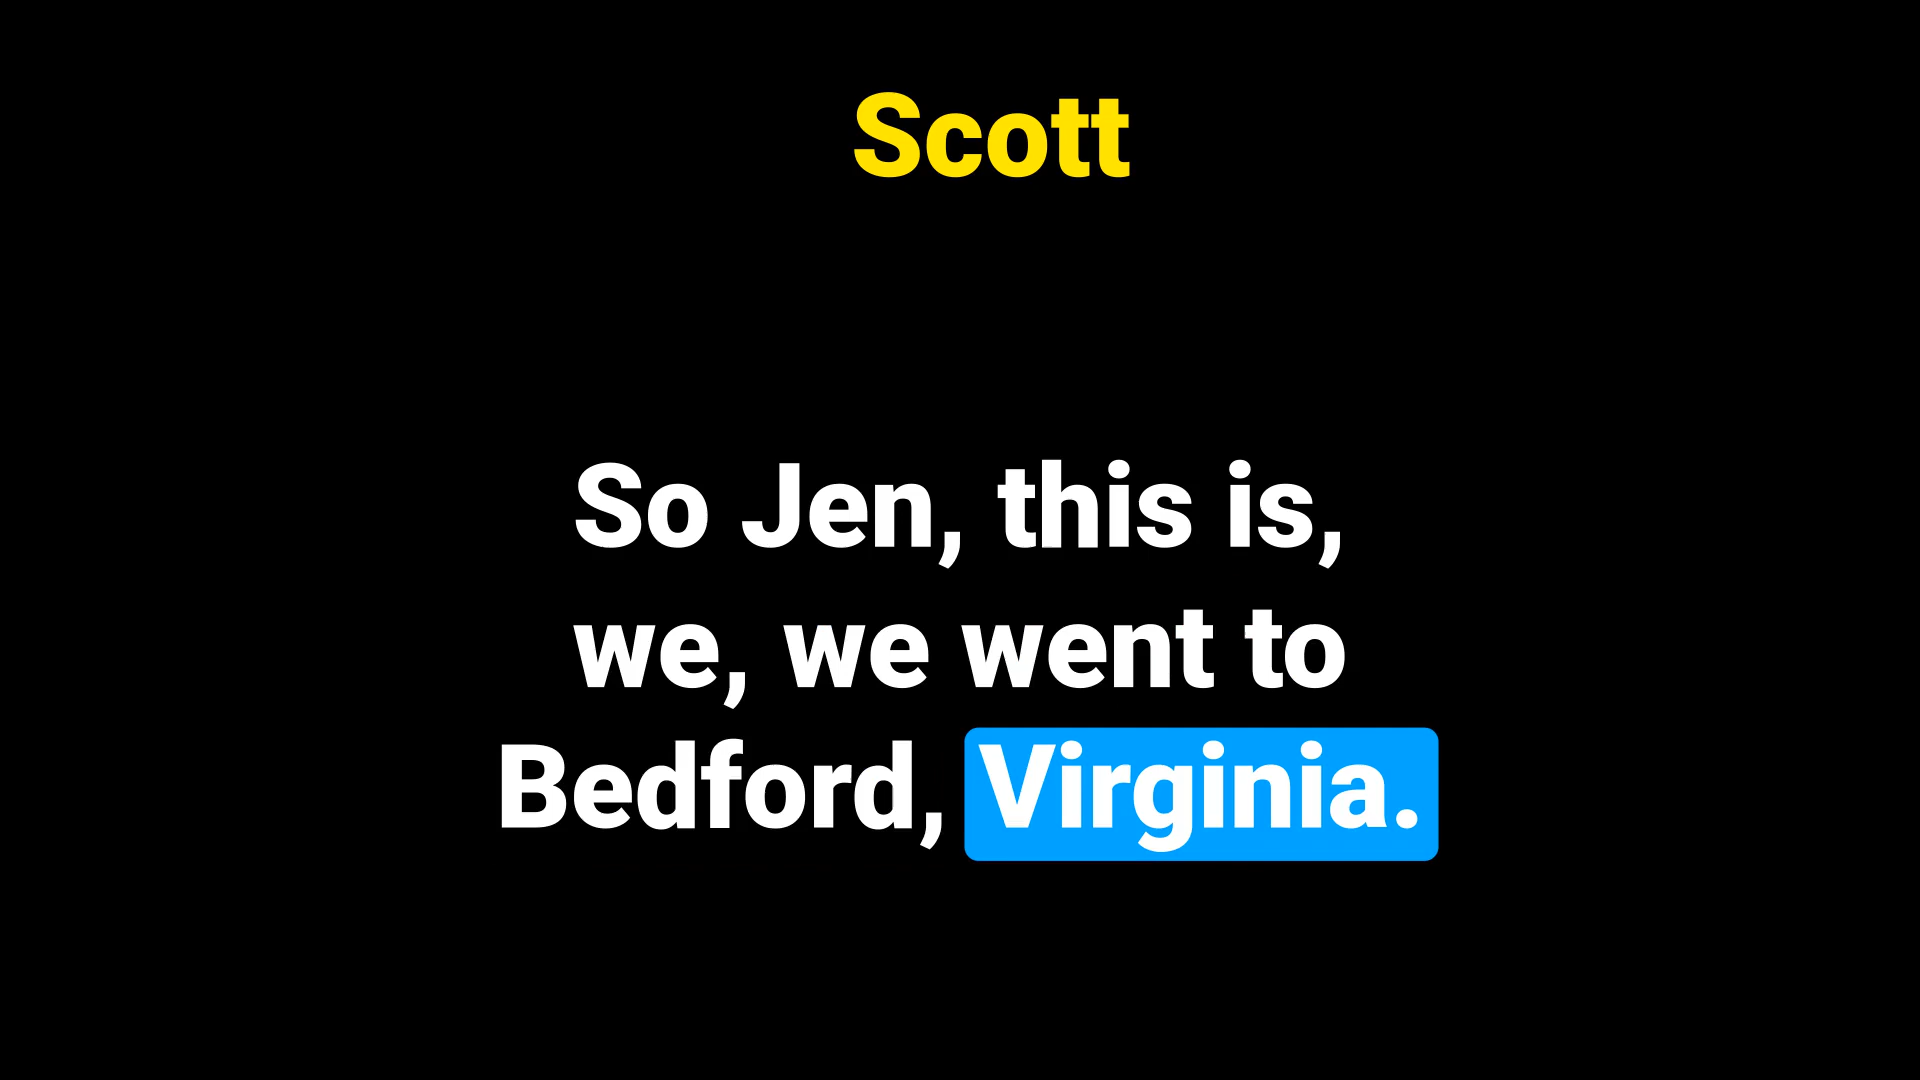 Scott
So Jen, this is,
we, we went to
Bedford, Virginia.